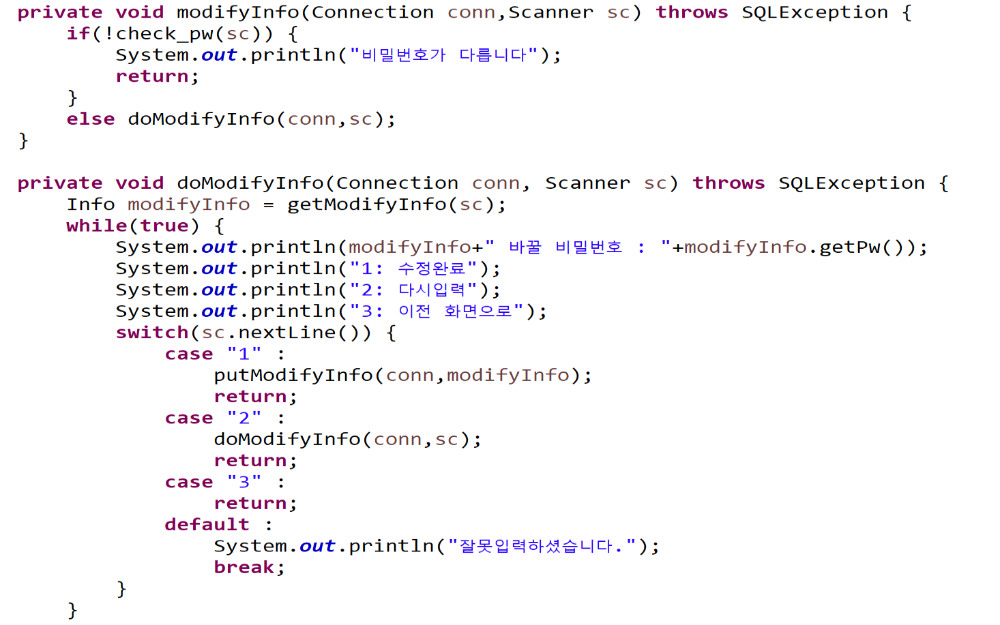 private void modifyInfo(Connection conn,Scanner sc) throws SQLException {
    if(!check_pw(sc)) {
        System.out.println("비밀번호가 다릅니다");
        return;
    }
    else doModifyInfo(conn,sc);
}

private void doModifyInfo(Connection conn, Scanner sc) throws SQLException {
    Info modifyInfo = getModifyInfo(sc);
    while(true) {
        System.out.println(modifyInfo+" 바꿀 비밀번호 : "+modifyInfo.getPw());
        System.out.println("1: 수정완료");
        System.out.println("2: 다시입력");
        System.out.println("3: 이전 화면으로");
        switch(sc.nextLine()) {
            case "1" :
                putModifyInfo(conn,modifyInfo);
                return;
            case "2" :
                doModifyInfo(conn,sc);
                return;
            case "3" :
                return;
            default :
                System.out.println("잘못입력하셨습니다.");
                break;
        }
    }